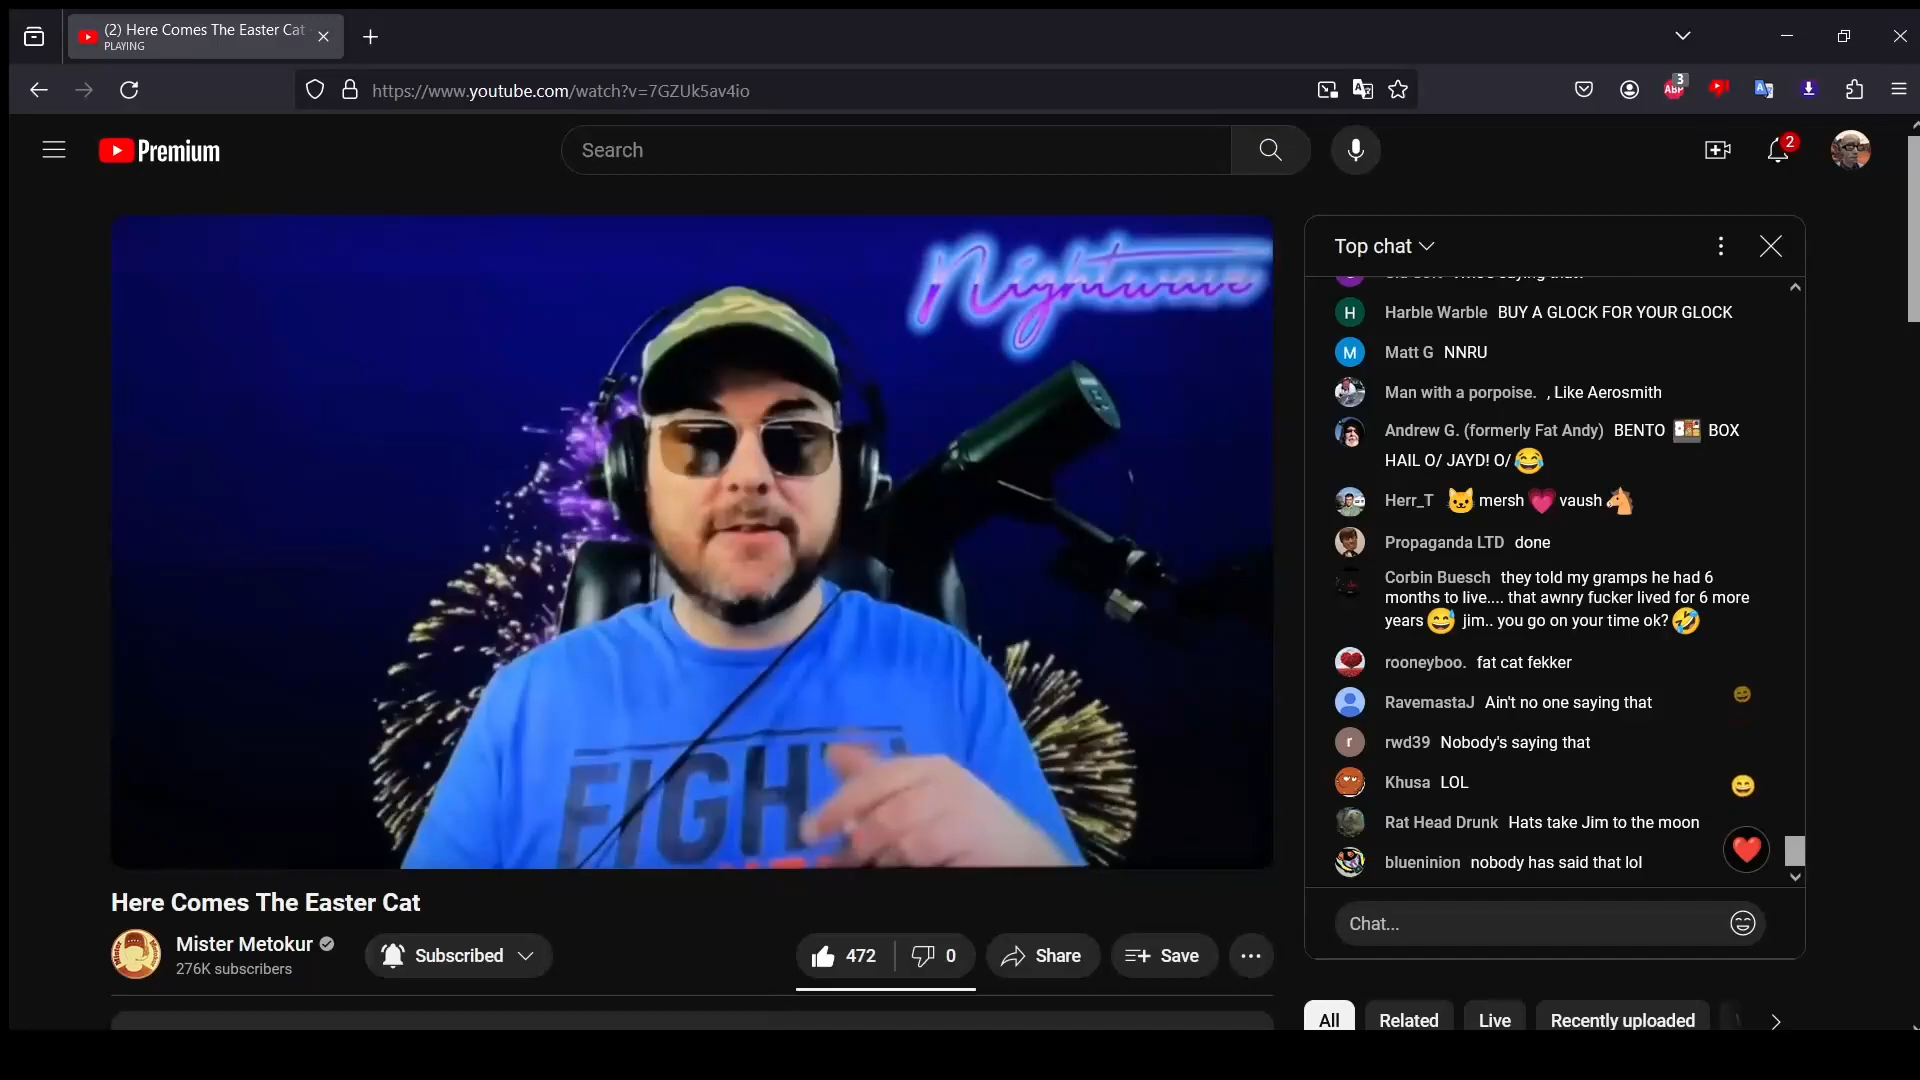 (2) Here Comes The Easter Cat
PLAYING
https://www.youtube.com/watch?v=7GZUk5av4io
3
ABP
Premium
Search
2
Nightwave
FIGHT
Top chat
Harble Warble BUY A GLOCK FOR YOUR GLOCK
Matt G NNRU
Man with a porpoise. , Like Aerosmith
Andrew G. (formerly Fat Andy) BENTO 🍱 BOX
HAIL O/ JAYD! O/😂
Herr_T 🐱 mersh 💗 vaush 🐴
Propaganda LTD done
Corbin Buesch they told my gramps he had 6
months to live.... that awnry fucker lived for 6 more
years 😅 jim.. you go on your time ok? 🤣
rooneyboo. fat cat fekker
RavemastaJ Ain't no one saying that
rwd39 Nobody's saying that
Khusa LOL
Rat Head Drunk Hats take Jim to the moon
blueninion nobody has said that lol
Chat...
Here Comes The Easter Cat
Mister Metokur
276K subscribers
Subscribed
472
0
Share
Save
All
Related
Live
Recently uploaded